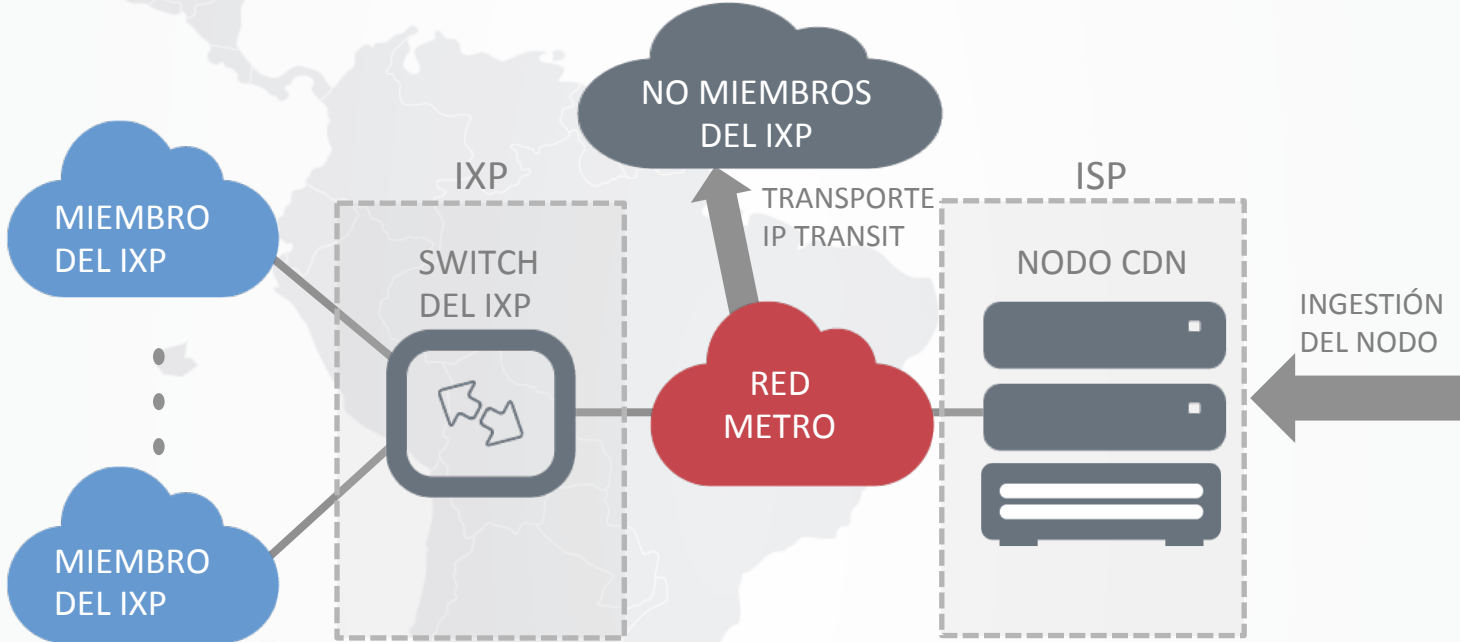 NO MIEMBROS
DEL IXP
IXP
ISP
MIEMBRO
DEL IXP
TRANSPORTE
IP TRANSIT
SWITCH
DEL IXP
NODO CDN
INGESTIÓN
DEL NODO
RED
METRO
MIEMBRO
DEL IXP